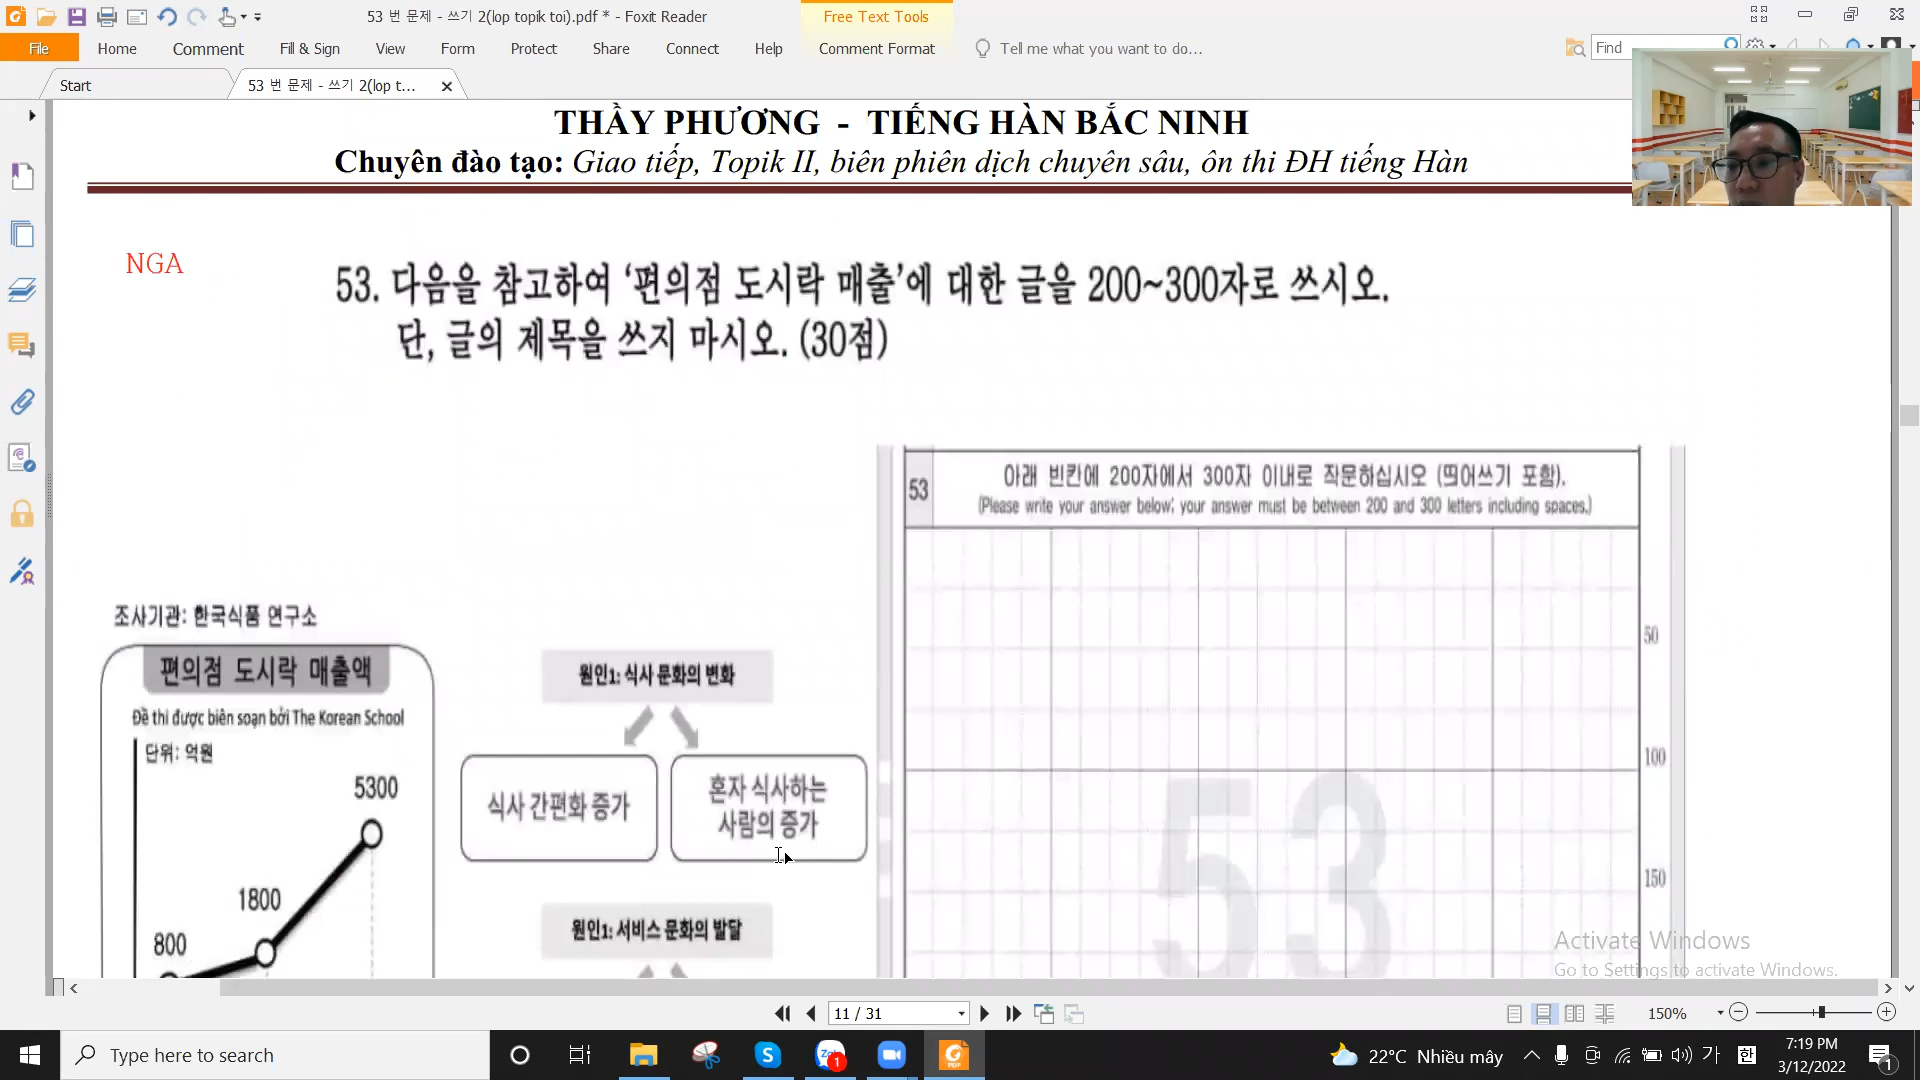 53 번 문제 - 쓰기 2(lop topik toi).pdf * - Foxit Reader
Free Text Tools
File
Home
Comment
Fill & Sign
View
Form
Protect
Share
Connect
Help
Comment Format
Tell me what you want to do...
Find
Start
53 번 문제 - 쓰기 2(lop t...
THẦY PHƯƠNG - TIẾNG HÀN BẮC NINH
Chuyên đào tạo: Giao tiếp, Topik II, biên phiên dịch chuyên sâu, ôn thi ĐH tiếng Hàn
NGA
53. 다음을 참고하여 ‘편의점 도시락 매출’에 대한 글을 200~300자로 쓰시오.
단, 글의 제목을 쓰지 마시오. (30점)
53
아래 빈칸에 200자에서 300자 이내로 작문하십시오 (띄어쓰기 포함).
(Please write your answer below; your answer must be between 200 and 300 letters including spaces.)
50
100
150
53
조사기관: 한국식품 연구소
편의점 도시락 매출액
Đề thi được biên soạn bởi The Korean School
단위: 억원
5300
1800
800
원인1: 식사 문화의 변화
식사 간편화 증가
혼자 식사하는
사람의 증가
원인1: 서비스 문화의 발달
Activate Windows
Go to Settings to activate Windows.
11 / 31
150%
Type here to search
22°C Nhiều mây
가
한
7:19 PM
3/12/2022
1
1